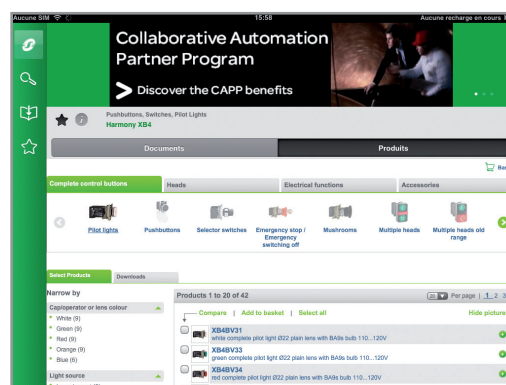 Aucune SIM 15:58 Aucune recharge en cours
Collaborative Automation
Partner Program
Discover the CAPP benefits
Pushbuttons, Switches, Pilot Lights
Harmony XB4
Documents Produits
Bas
Complete control buttons Heads Electrical functions Accessories
Pilot lights Pushbuttons Selector switches Emergency stop / Emergency switching off Mushrooms Multiple heads Multiple heads old range
Select Products Downloads
Narrow by
Products 1 to 20 of 42 20 Per page | 1 2 3
Cap/operator or lens colour
Compare | Add to basket | Select all Hide picture
White (9)
Green (9)
Red (9)
Orange (9)
Blue (6)
XB4BV31
white complete pilot light Ø22 plain lens with BA9s bulb 110...120V
XB4BV33
green complete pilot light Ø22 plain lens with BA9s bulb 110...120V
Light source
XB4BV34
red complete pilot light Ø22 plain lens with BA9s bulb 110...120V